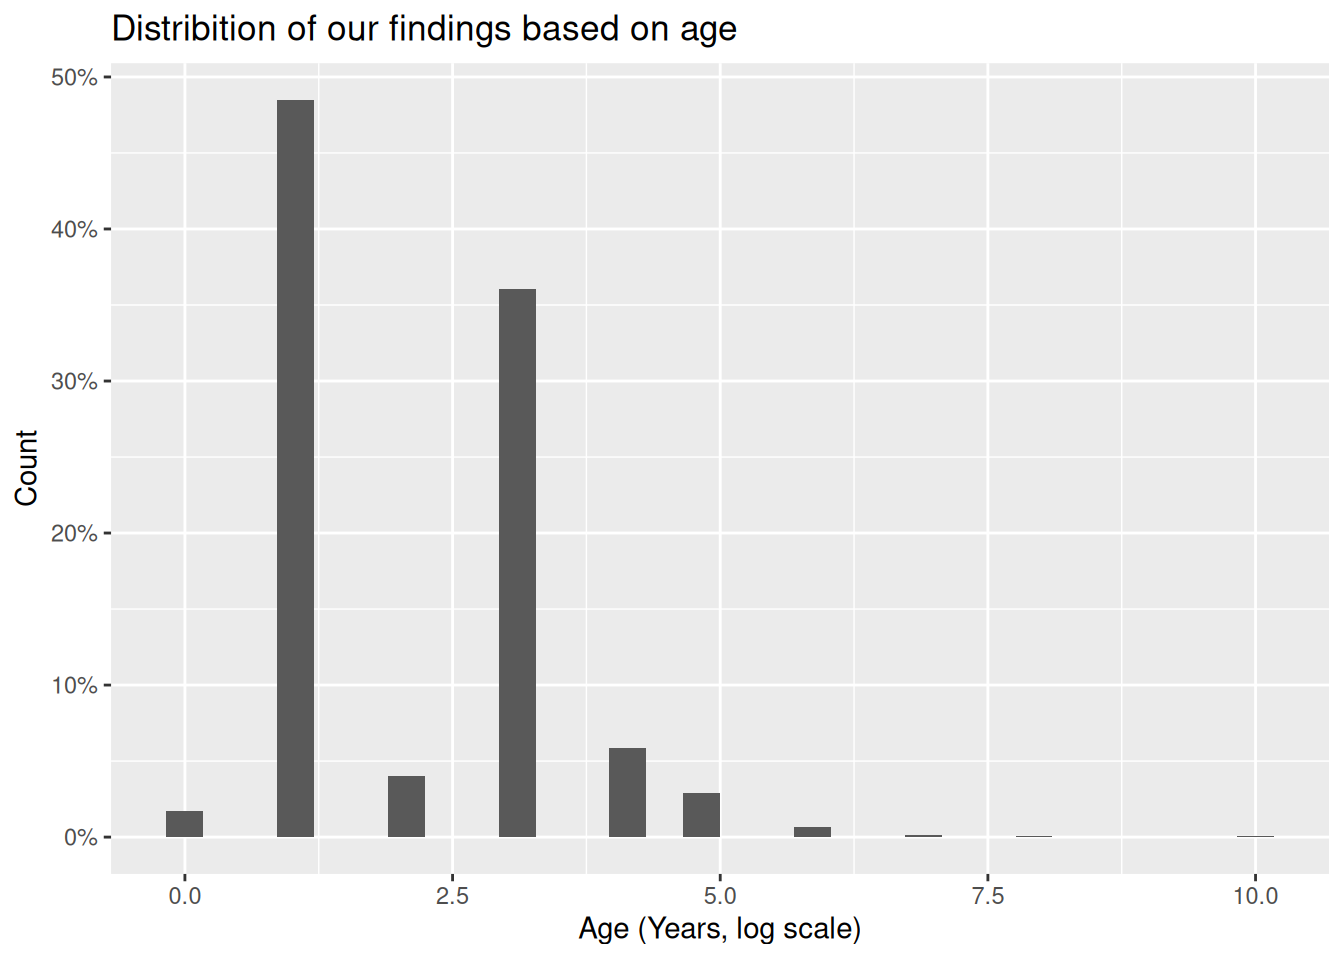 Distribition of our findings based on age
50%
40%
30%
20%
10%
0%
Count
0.0 2.5 5.0 7.5 10.0
Age (Years, log scale)